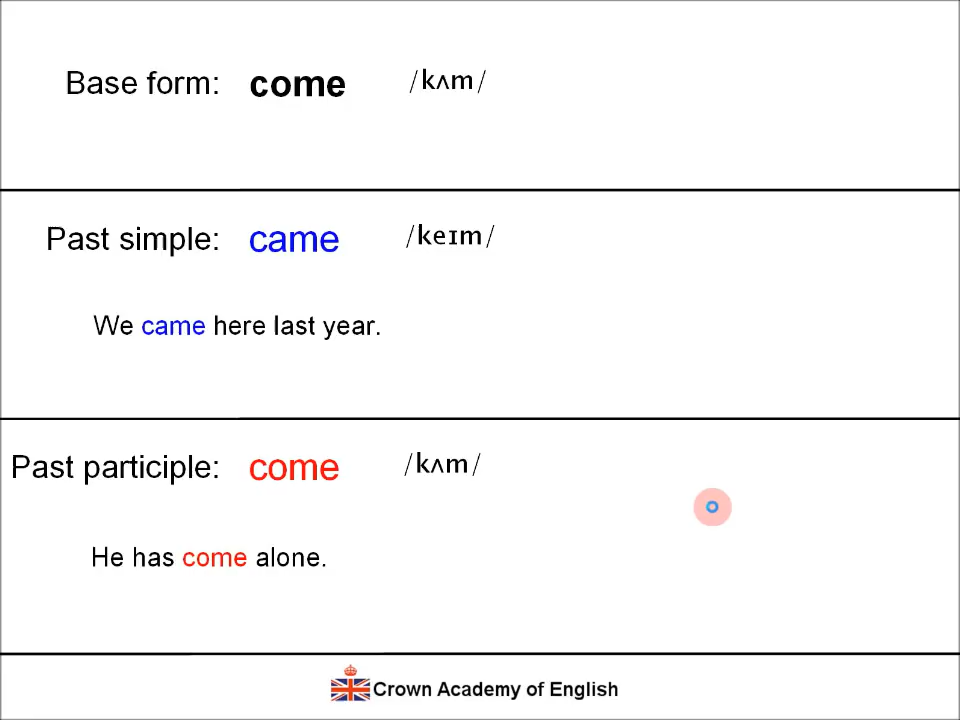 Base form: come /kʌm/
Past simple: came /keɪm/
We came here last year.
Past participle: come /kʌm/
He has come alone.
Crown Academy of English